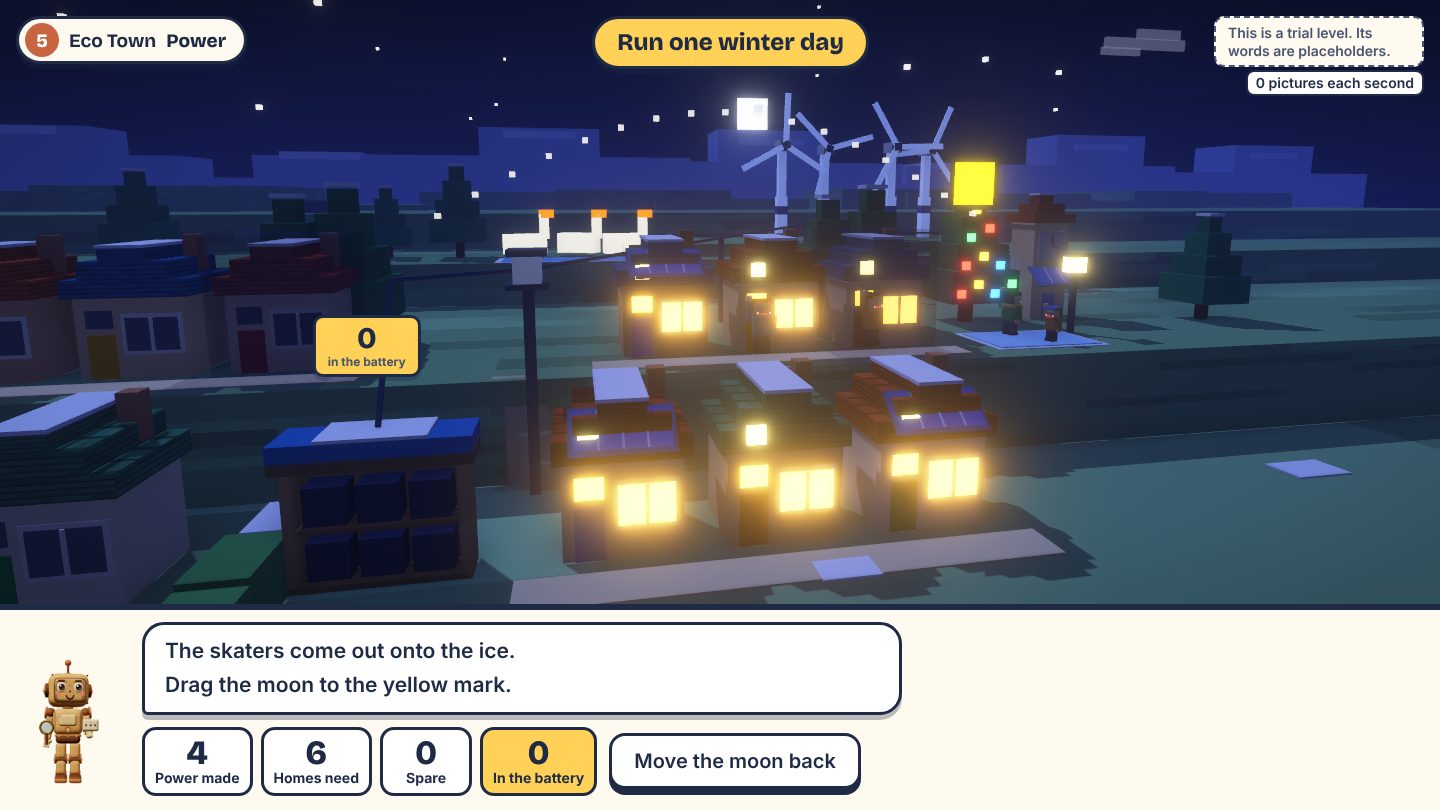 5 Eco Town Power
Run one winter day
This is a trial level. Its
words are placeholders.
0 pictures each second
0
in the battery
The skaters come out onto the ice.
Drag the moon to the yellow mark.
4
Power made
6
Homes need
0
Spare
0
In the battery
Move the moon back